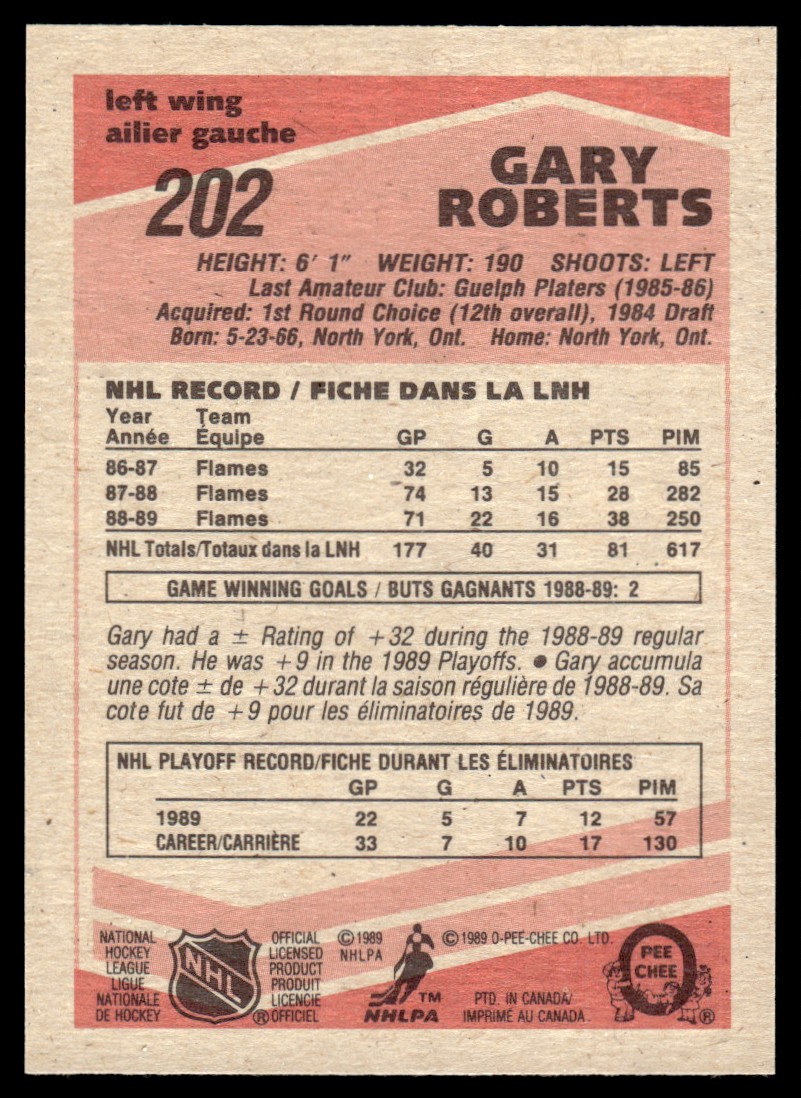 left wing
ailier gauche
202
GARY
ROBERTS
HEIGHT: 6' 1" WEIGHT: 190 SHOOTS: LEFT
Last Amateur Club: Guelph Platers (1985-86)
Acquired: 1st Round Choice (12th overall), 1984 Draft
Born: 5-23-66, North York, Ont. Home: North York, Ont.
NHL RECORD / FICHE DANS LA LNH
Year Team
Année Équipe GP G A PTS PIM
86-87 Flames 32 5 10 15 85
87-88 Flames 74 13 15 28 282
88-89 Flames 71 22 16 38 250
NHL Totals/Totaux dans la LNH 177 40 31 81 617
GAME WINNING GOALS / BUTS GAGNANTS 1988-89: 2
Gary had a ± Rating of +32 during the 1988-89 regular
season. He was +9 in the 1989 Playoffs. ● Gary accumula
une cote ± de +32 durant la saison régulière de 1988-89. Sa
cote fut de +9 pour les éliminatoires de 1989.
NHL PLAYOFF RECORD/FICHE DURANT LES ÉLIMINATOIRES
GP G A PTS PIM
1989 22 5 7 12 57
CAREER/CARRIÈRE 33 7 10 17 130
NATIONAL
HOCKEY
LEAGUE
LIGUE
NATIONALE
DE HOCKEY
NHL
OFFICIAL
LICENSED
PRODUCT
PRODUIT
LICENCIE
® OFFICIEL
© 1989
NHLPA
TM
NHLPA
© 1989 O-PEE-CHEE CO. LTD.
PTD. IN CANADA/
IMPRIMÉ AU CANADA
O
PEE
CHEE
®